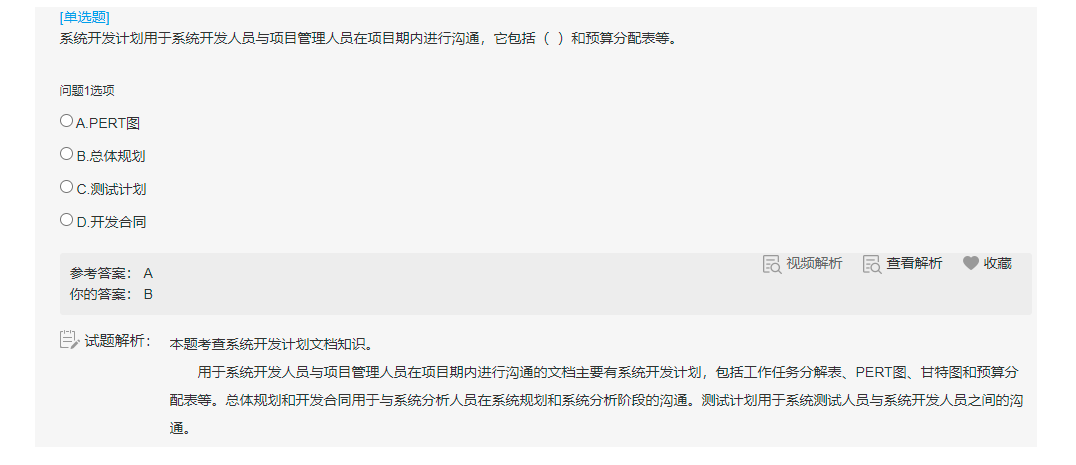 [单选题]
系统开发计划用于系统开发人员与项目管理人员在项目期内进行沟通，它包括（ ）和预算分配表等。
问题1选项
A.PERT图
B.总体规划
C.测试计划
D.开发合同
参考答案： A
视频解析 查看解析 收藏
你的答案： B
试题解析： 本题考查系统开发计划文档知识。
用于系统开发人员与项目管理人员在项目期内进行沟通的文档主要有系统开发计划，包括工作任务分解表、PERT图、甘特图和预算分
配表等。总体规划和开发合同用于与系统分析人员在系统规划和系统分析阶段的沟通。测试计划用于系统测试人员与系统开发人员之间的沟
通。